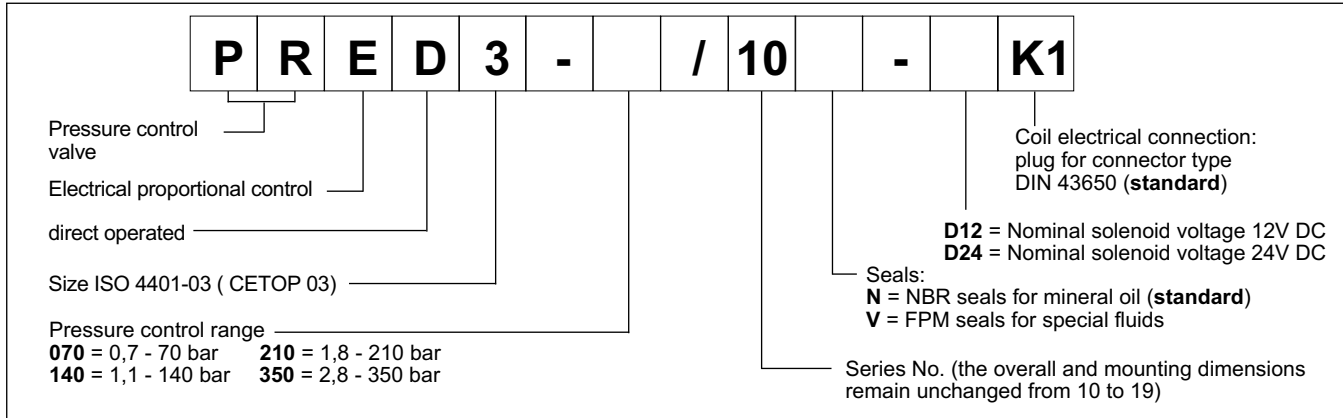 P R E D 3 - / 10 - K1
Pressure control
valve
Electrical proportional control
direct operated
Size ISO 4401-03 ( CETOP 03)
Pressure control range
070 = 0,7 - 70 bar 210 = 1,8 - 210 bar
140 = 1,1 - 140 bar 350 = 2,8 - 350 bar
Coil electrical connection:
plug for connector type
DIN 43650 (standard)
D12 = Nominal solenoid voltage 12V DC
D24 = Nominal solenoid voltage 24V DC
Seals:
N = NBR seals for mineral oil (standard)
V = FPM seals for special fluids
Series No. (the overall and mounting dimensions
remain unchanged from 10 to 19)